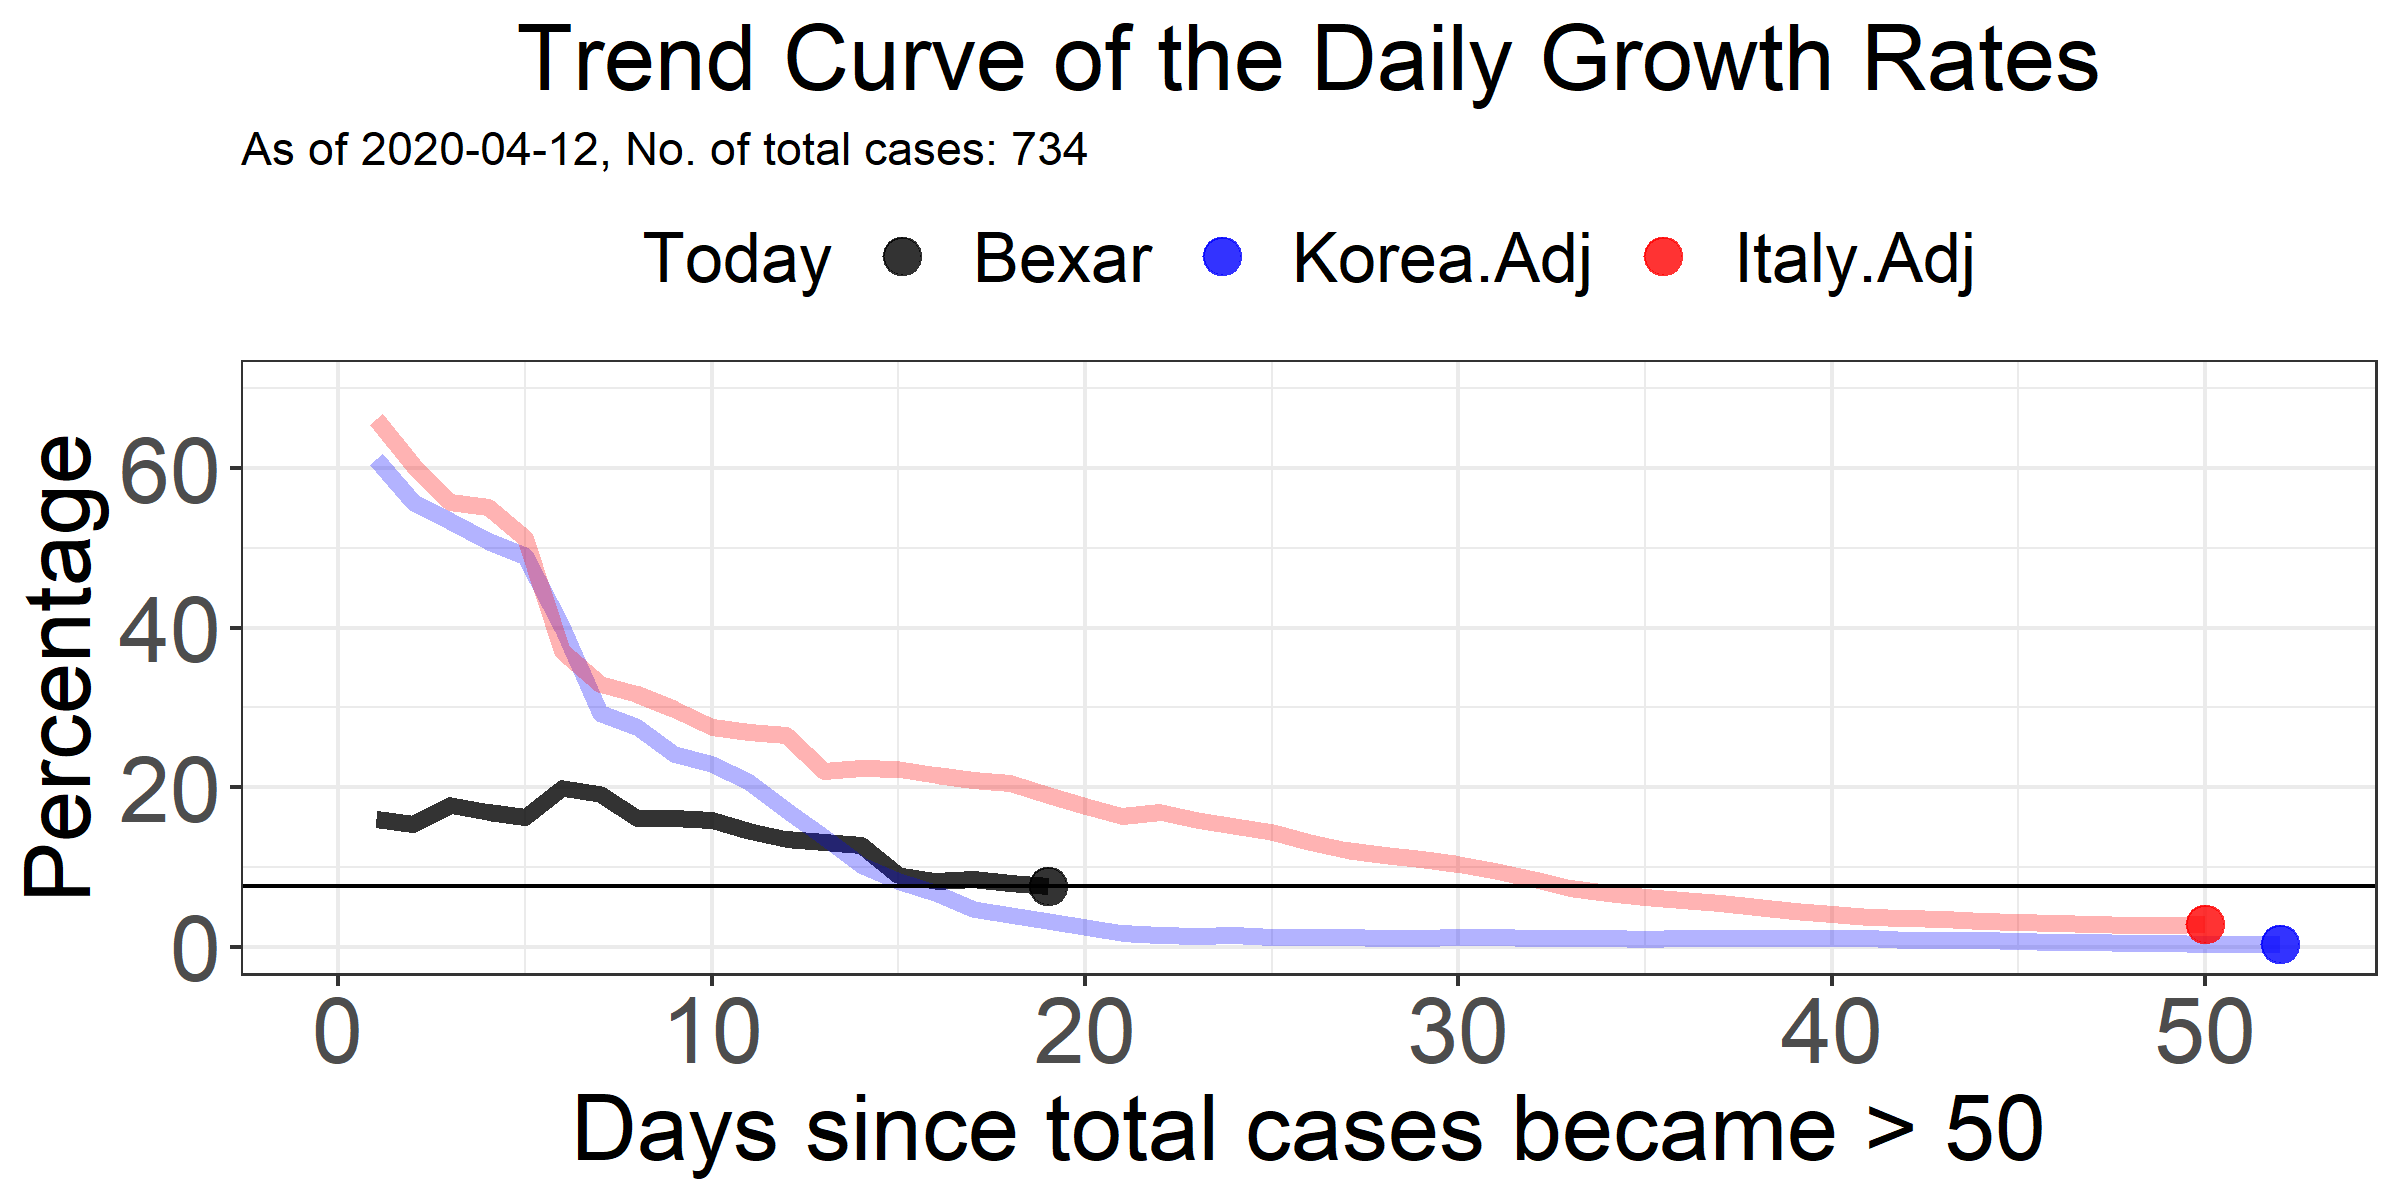 Trend Curve of the Daily Growth Rates
As of 2020-04-12, No. of total cases: 734
Today Bexar Korea.Adj Italy.Adj
Percentage
60
40
20
0
0 10 20 30 40 50
Days since total cases became > 50